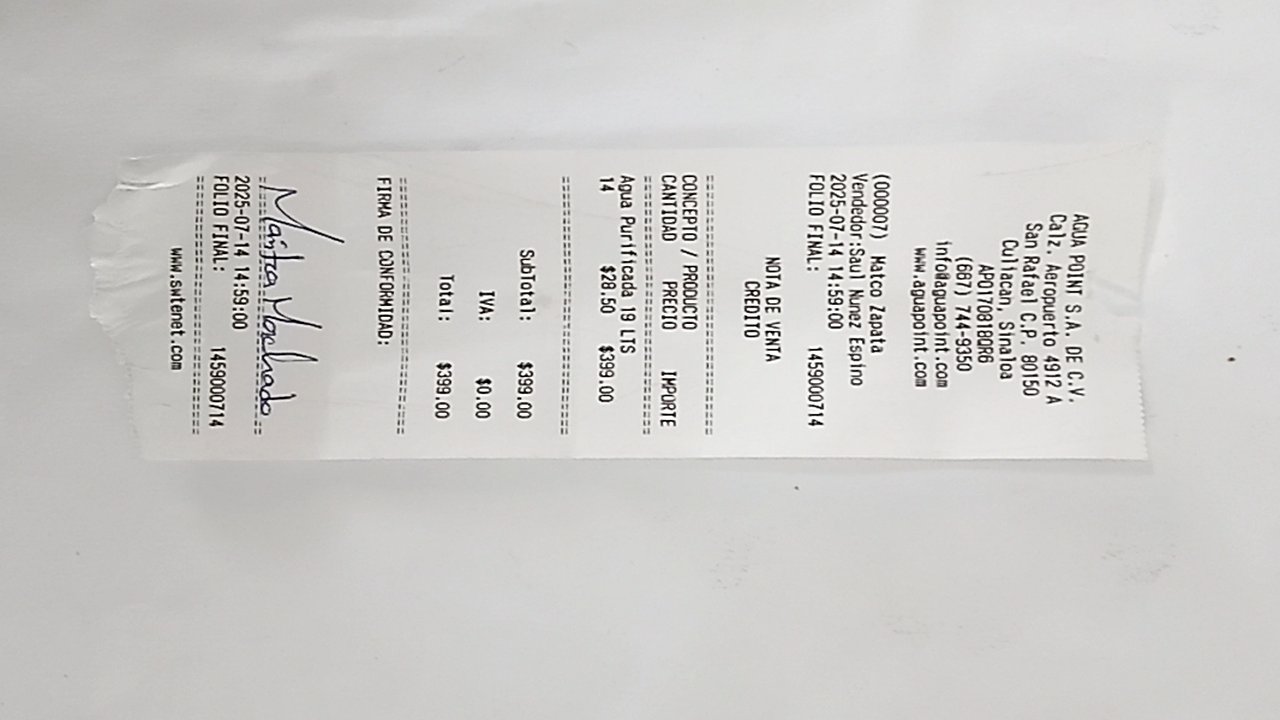 AGUA POINT S.A. DE C.V.
Calz. Aeropuerto 4912 A
San Rafael C.P. 80150
Culiacan, Sinaloa
APO170818QR6
(667) 744-9350
info@aguapoint.com
www.aguapoint.com
(000007) Matco Zapata
Vendedor:Saul Nunez Espino
2025-07-14 14:59:00
FOLIO FINAL: 1459000714
NOTA DE VENTA
CREDITO
CONCEPTO / PRODUCTO
CANTIDAD PRECIO IMPORTE
Agua Purificada 19 LTS
14 $28.50 $399.00
SubTotal: $399.00
IVA: $0.00
Total: $399.00
FIRMA DE CONFORMIDAD:
Machado
2025-07-14 14:59:00
FOLIO FINAL: 1459000714
www.swtenet.com